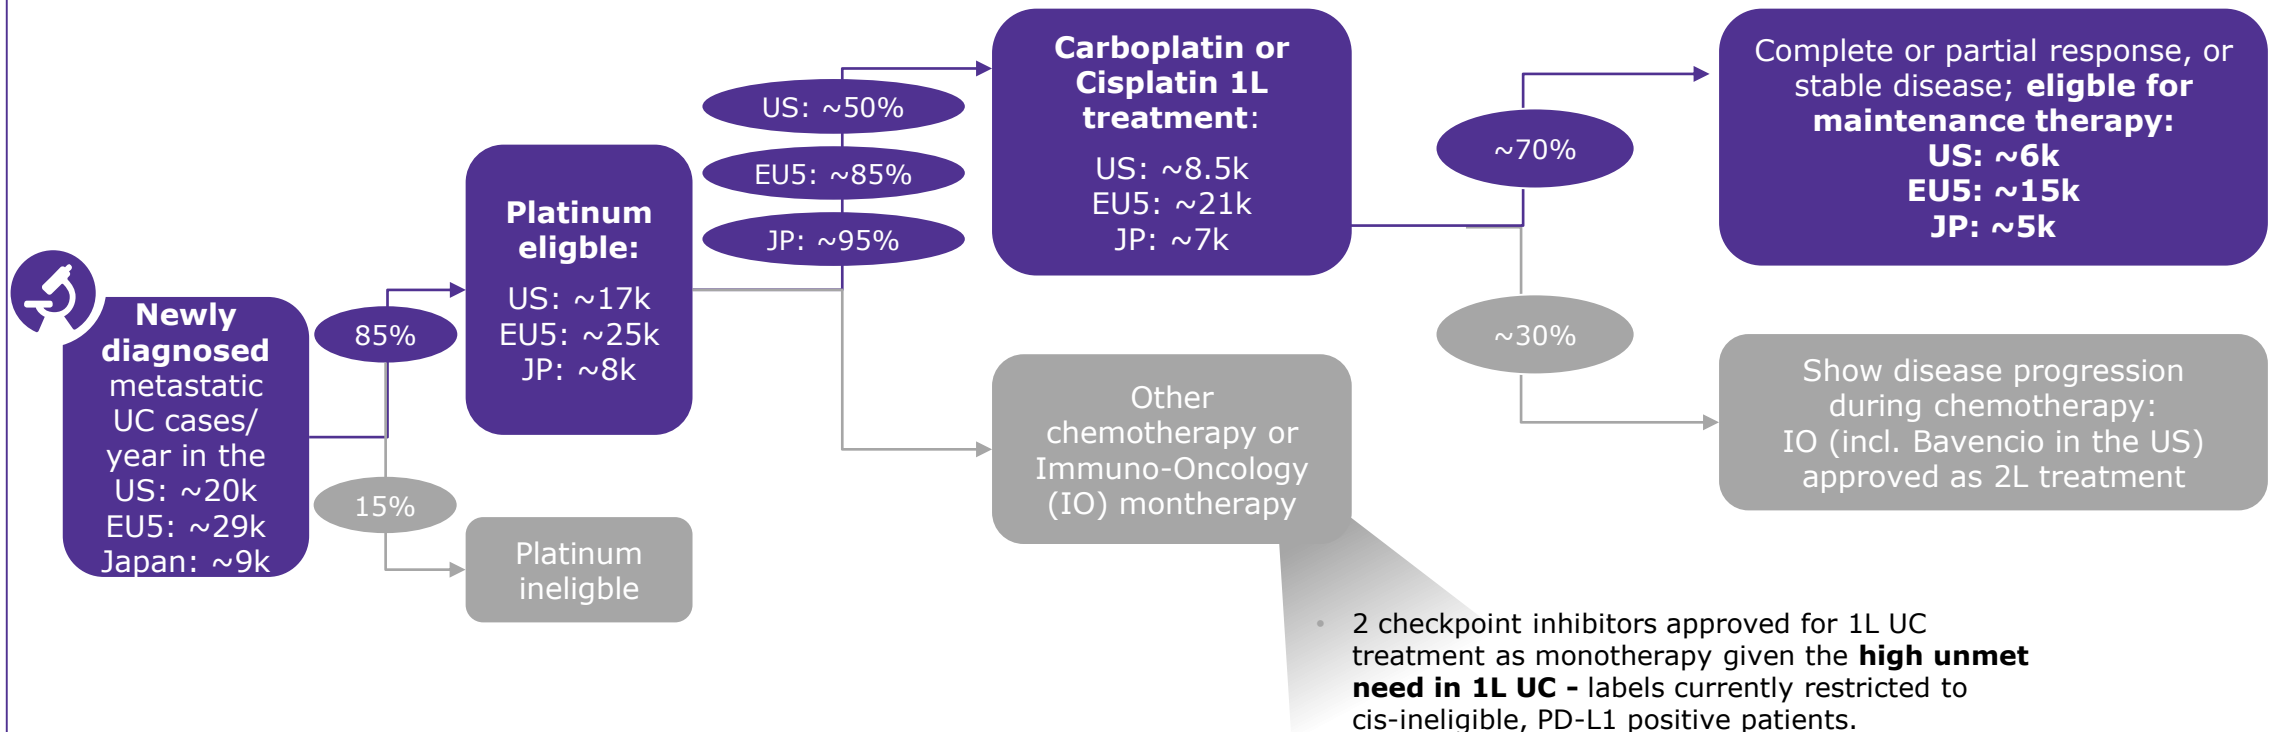 Newly
diagnosed
metastatic
UC cases/
year in the
US: ~20k
EU5: ~29k
Japan: ~9k
85%
15%
Platinum
eligble:
US: ~17k
EU5: ~25k
JP: ~8k
Platinum
ineligble
US: ~50%
EU5: ~85%
JP: ~95%
Carboplatin or
Cisplatin 1L
treatment:
US: ~8.5k
EU5: ~21k
JP: ~7k
Other
chemotherapy or
Immuno-Oncology
(IO) montherapy
~70%
~30%
Complete or partial response, or
stable disease; eligble for
maintenance therapy:
US: ~6k
EU5: ~15k
JP: ~5k
Show disease progression
during chemotherapy:
IO (incl. Bavencio in the US)
approved as 2L treatment
• 2 checkpoint inhibitors approved for 1L UC
treatment as monotherapy given the high unmet
need in 1L UC - labels currently restricted to
cis-ineligible, PD-L1 positive patients.